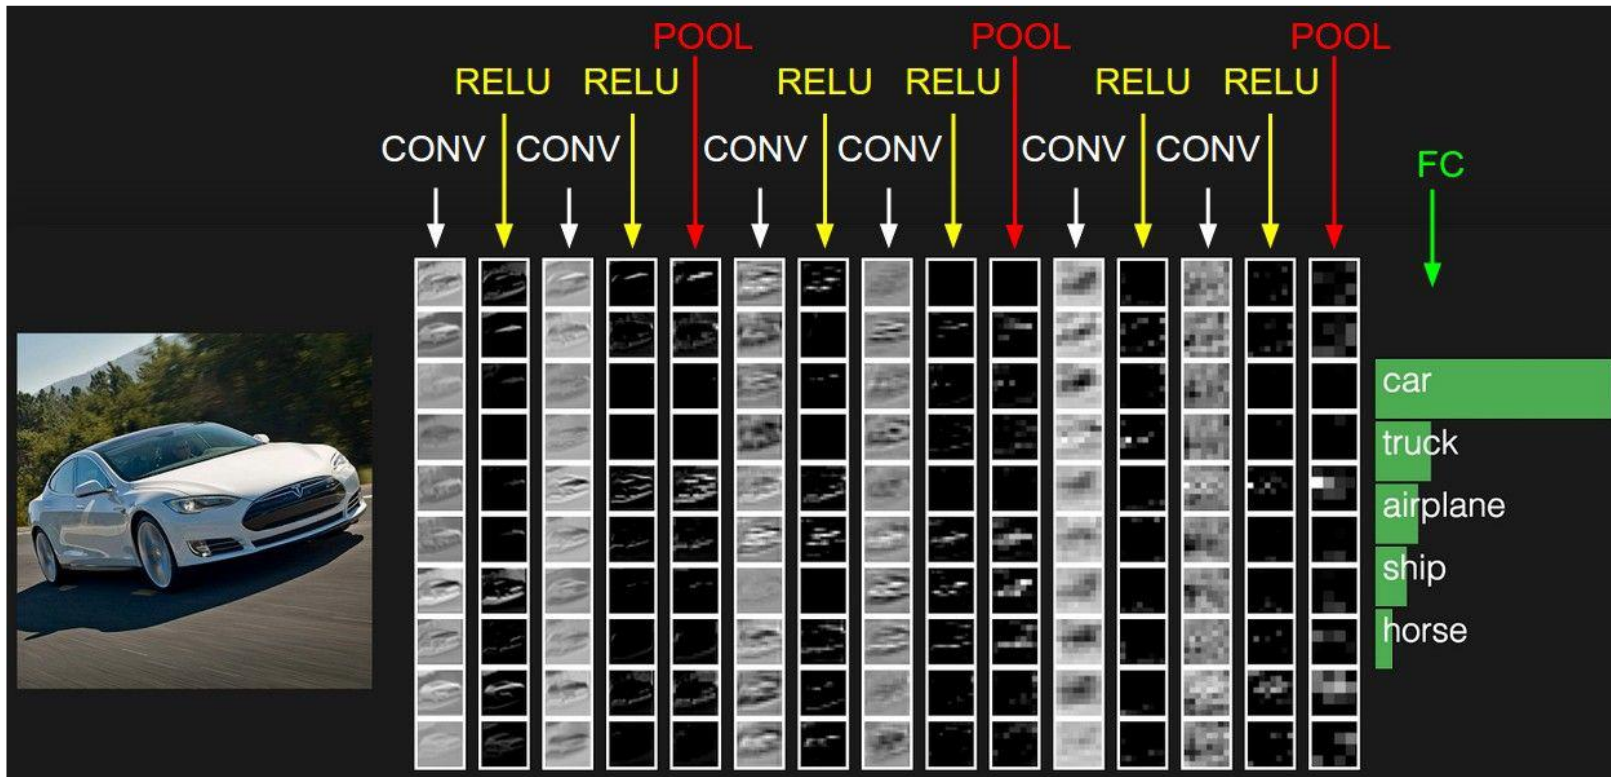 POOL POOL POOL
RELU RELU RELU RELU RELU RELU
CONV CONV CONV CONV CONV CONV
FC
car
truck
airplane
ship
horse